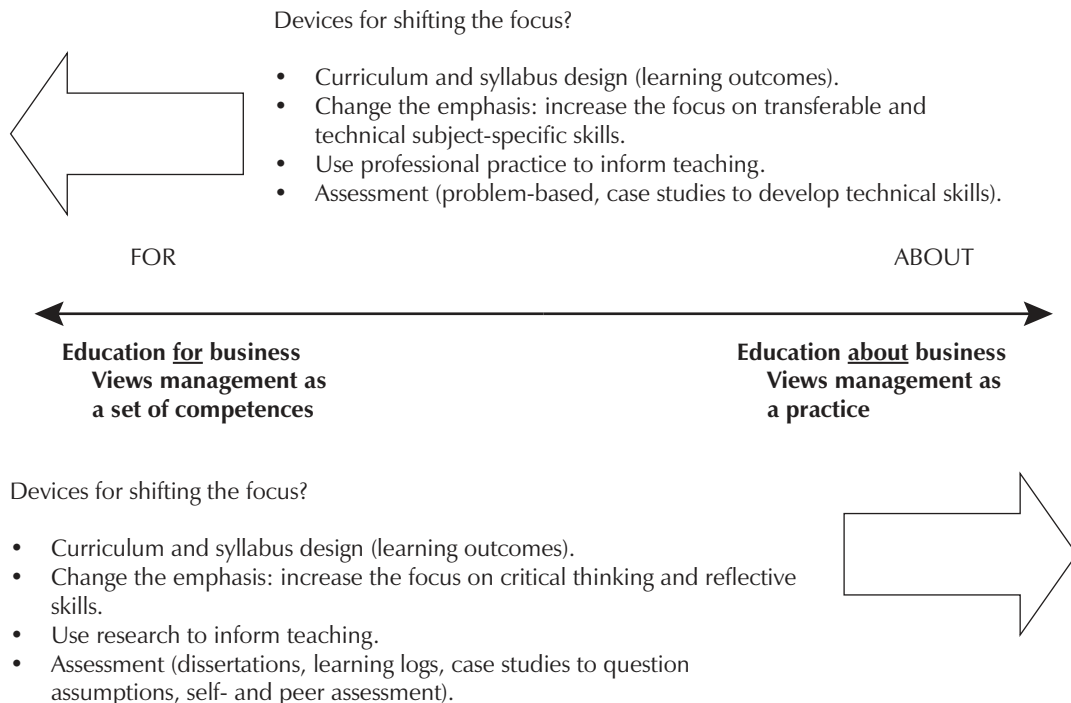 Devices for shifting the focus?
• Curriculum and syllabus design (learning outcomes).
• Change the emphasis: increase the focus on transferable and
technical subject-specific skills.
• Use professional practice to inform teaching.
• Assessment (problem-based, case studies to develop technical skills).
FOR
ABOUT
Education for business
Views management as
a set of competences
Education about business
Views management as
a practice
Devices for shifting the focus?
• Curriculum and syllabus design (learning outcomes).
• Change the emphasis: increase the focus on critical thinking and reflective
skills.
• Use research to inform teaching.
• Assessment (dissertations, learning logs, case studies to question
assumptions, self- and peer assessment).